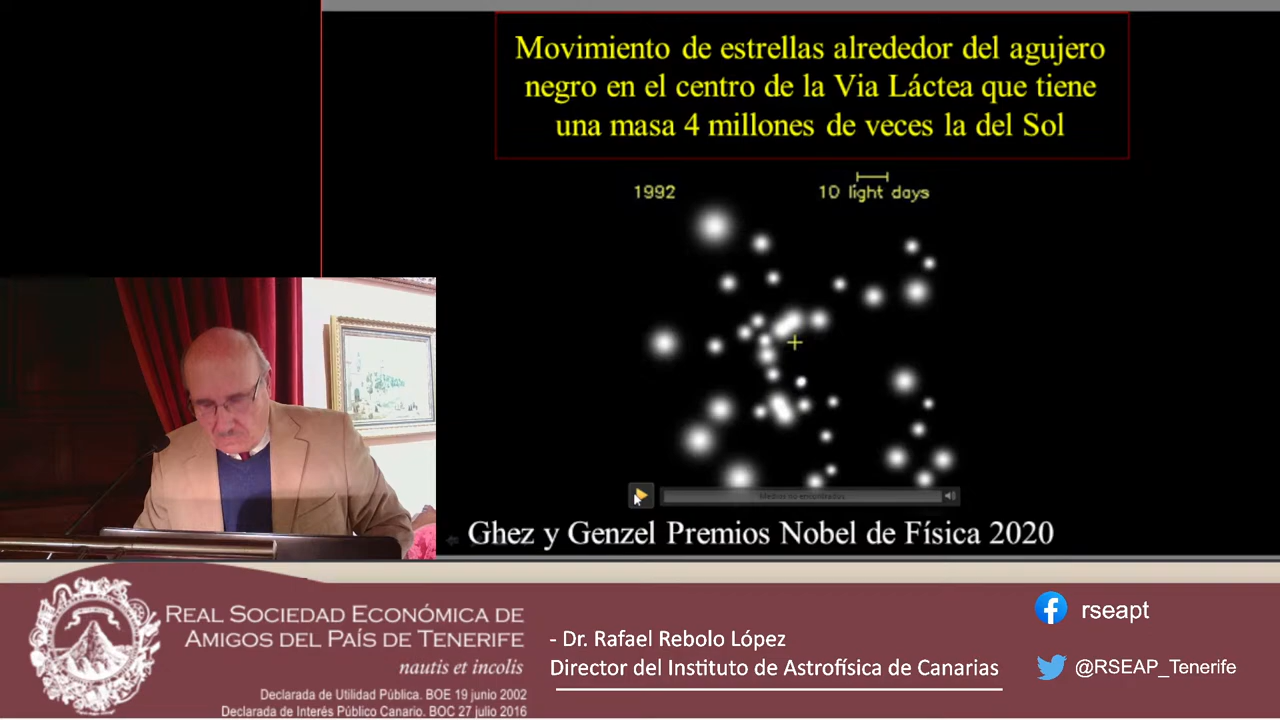 Movimiento de estrellas alrededor del agujero
negro en el centro de la Via Láctea que tiene
una masa 4 millones de veces la del Sol
1992
10 light days
Medios no encontrados
Ghez y Genzel Premios Nobel de Física 2020
REAL SOCIEDAD ECONÓMICA DE
AMIGOS DEL PAÍS DE TENERIFE
nautis et incolis
Declarada de Utilidad Pública. BOE 19 junio 2002
Declarada de Interés Público Canario. BOC 27 julio 2016
- Dr. Rafael Rebolo López
Director del Instituto de Astrofísica de Canarias
rseapt
@RSEAP_Tenerife